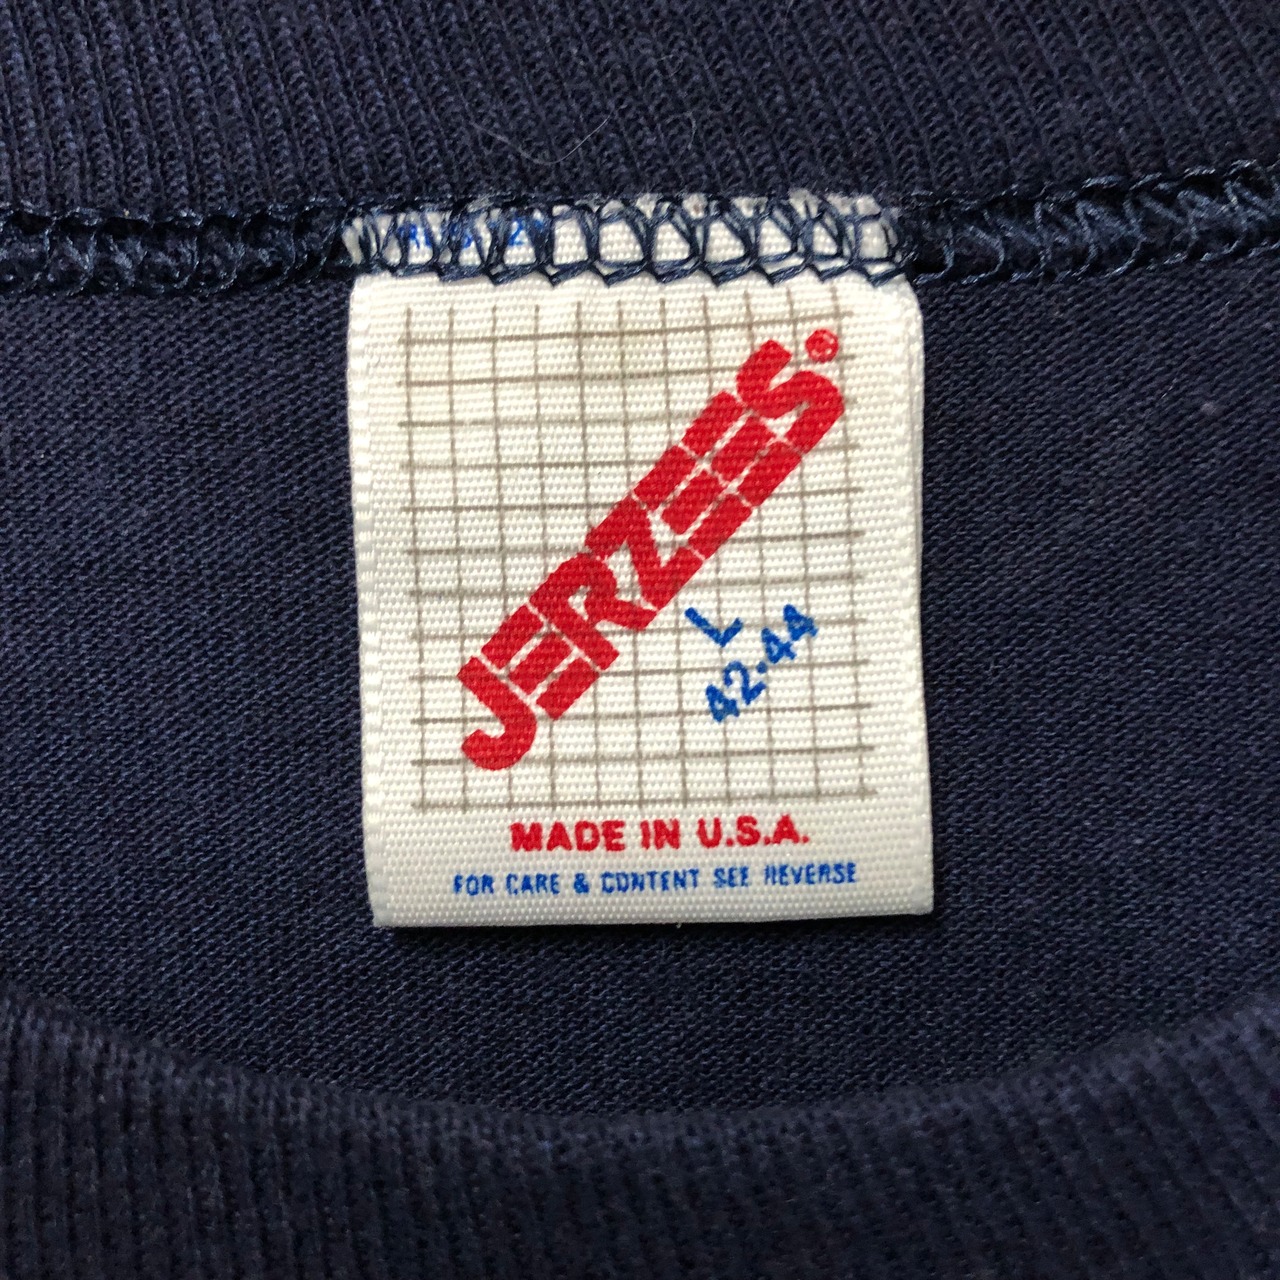 JERZEES®
L
42-44
MADE IN U.S.A.
FOR CARE & CONTENT SEE REVERSE